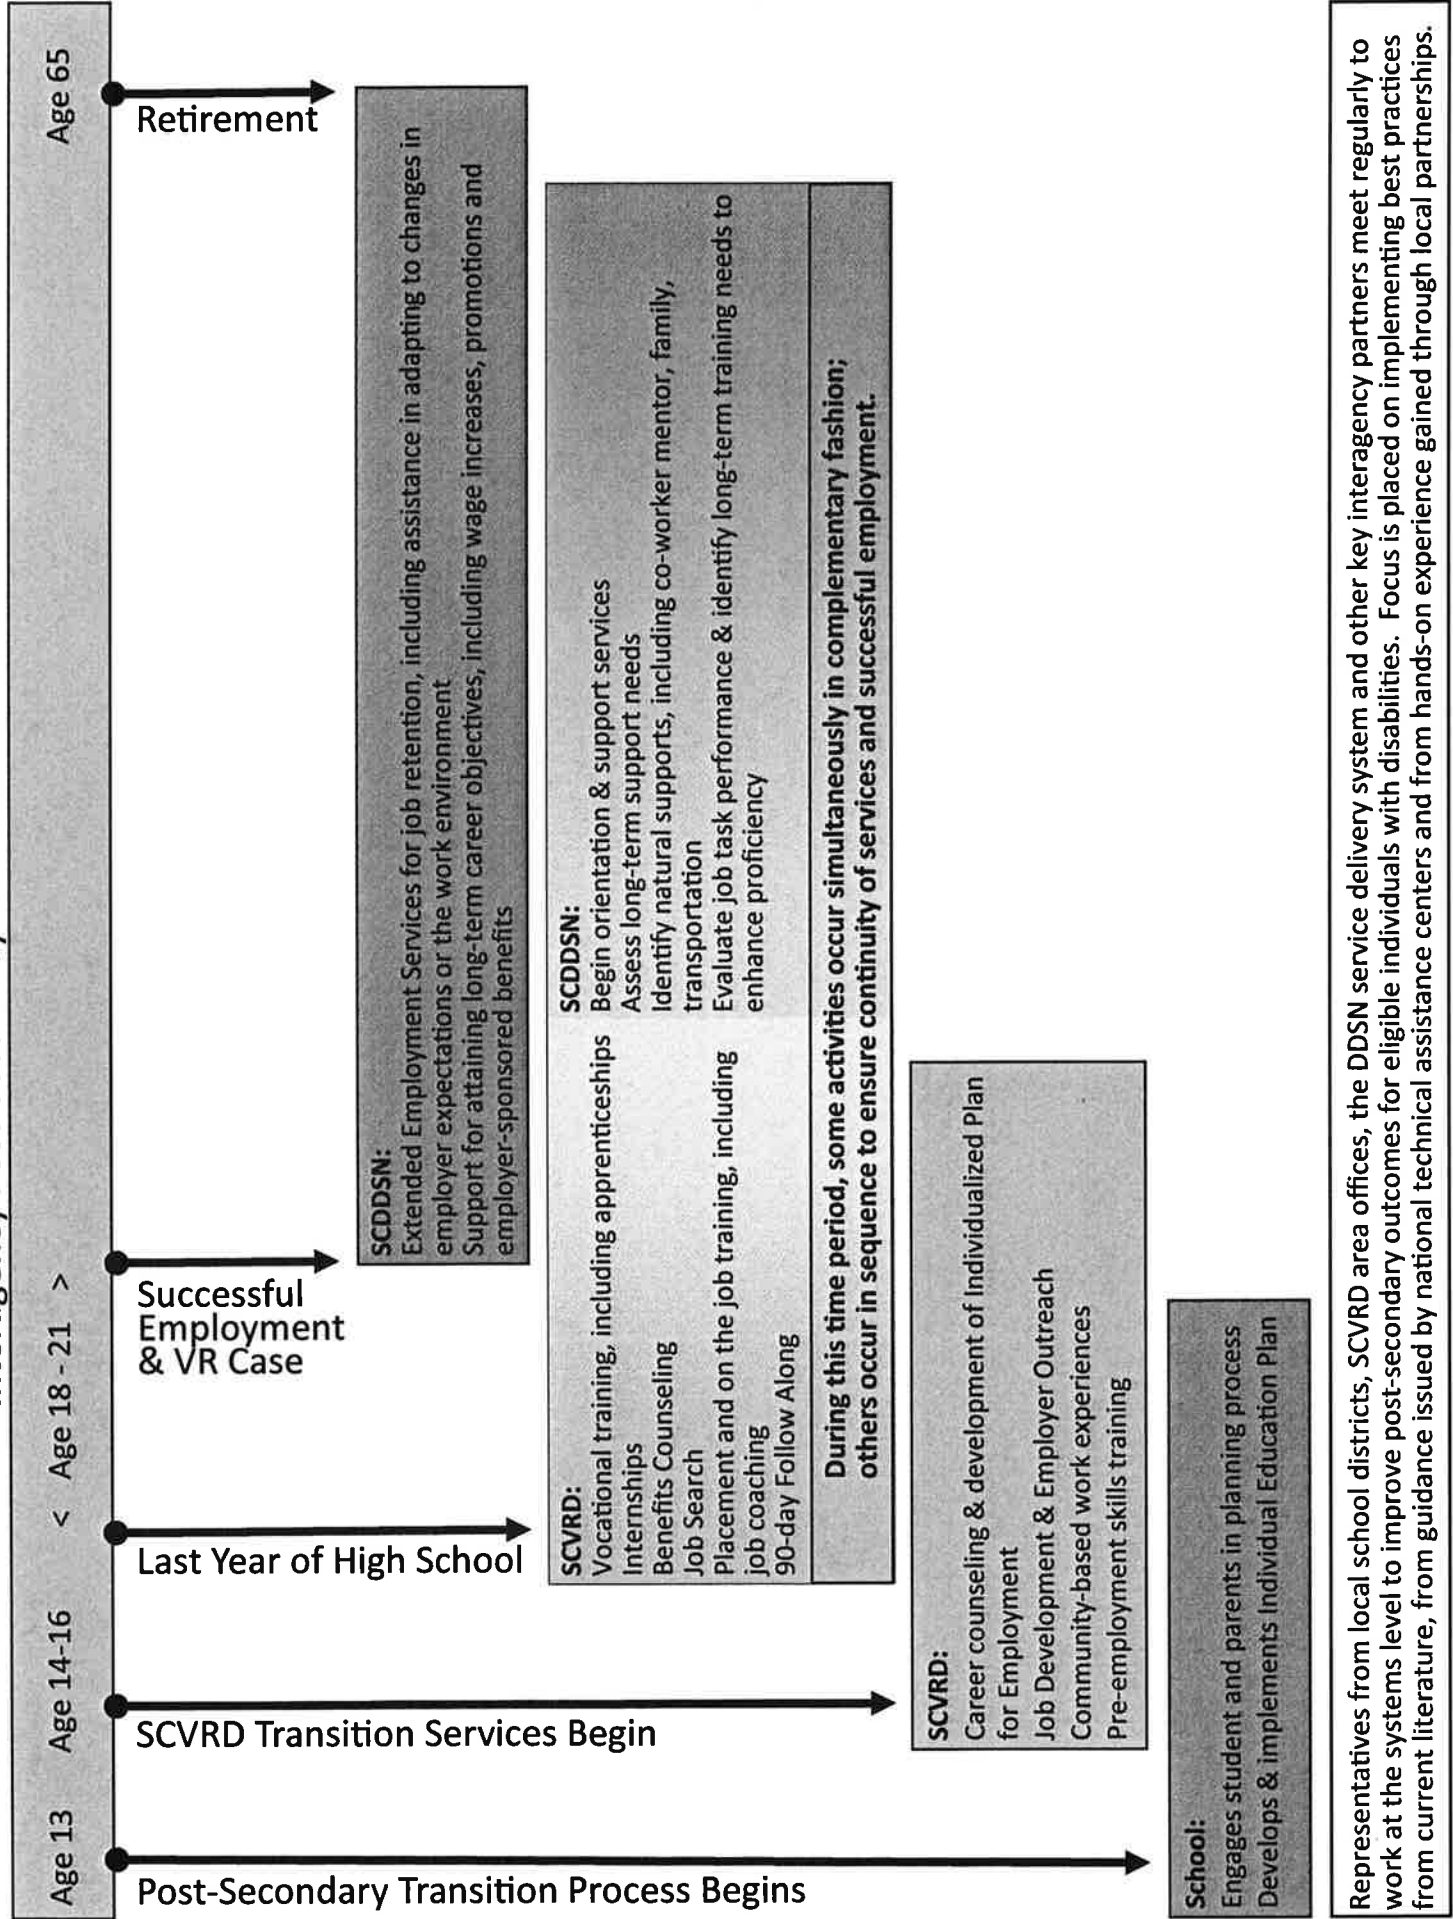 Age 13 Age 14-16 < Age 18 - 21 > Age 65
Post-Secondary Transition Process Begins
SCVRD Transition Services Begin
Last Year of High School
Successful
Employment
& VR Case
Retirement
SCDDSN:
Extended Employment Services for job retention, including assistance in adapting to changes in
employer expectations or the work environment
Support for attaining long-term career objectives, including wage increases, promotions and
employer-sponsored benefits
SCVRD:
Vocational training, including apprenticeships
Internships
Benefits Counseling
Job Search
Placement and on the job training, including
job coaching
90-day Follow Along
SCDDSN:
Begin orientation & support services
Assess long-term support needs
Identify natural supports, including co-worker mentor, family,
transportation
Evaluate job task performance & identify long-term training needs to
enhance proficiency
During this time period, some activities occur simultaneously in complementary fashion;
others occur in sequence to ensure continuity of services and successful employment.
SCVRD:
Career counseling & development of Individualized Plan
for Employment
Job Development & Employer Outreach
Community-based work experiences
Pre-employment skills training
School:
Engages student and parents in planning process
Develops & implements Individual Education Plan
Representatives from local school districts, SCVRD area offices, the DDSN service delivery system and other key interagency partners meet regularly to
work at the systems level to improve post-secondary outcomes for eligible individuals with disabilities.  Focus is placed on implementing best practices
from current literature, from guidance issued by national technical assistance centers and from hands-on experience gained through local partnerships.